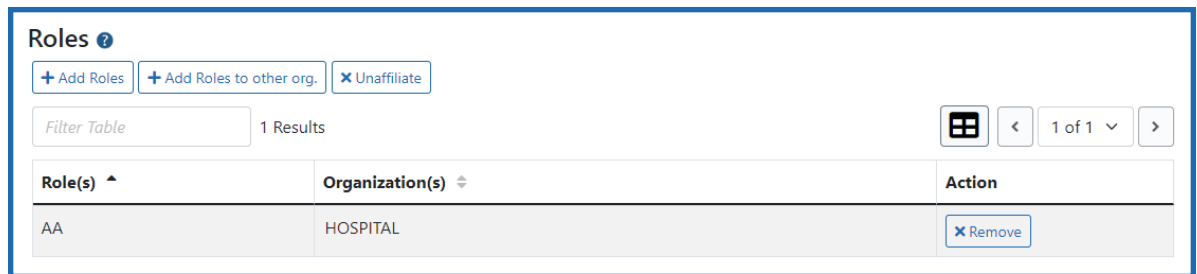 Roles ?
+ Add Roles + Add Roles to other org. × Unaffiliate
Filter Table 1 Results 1 of 1
Role(s) Organization(s) Action
AA HOSPITAL × Remove